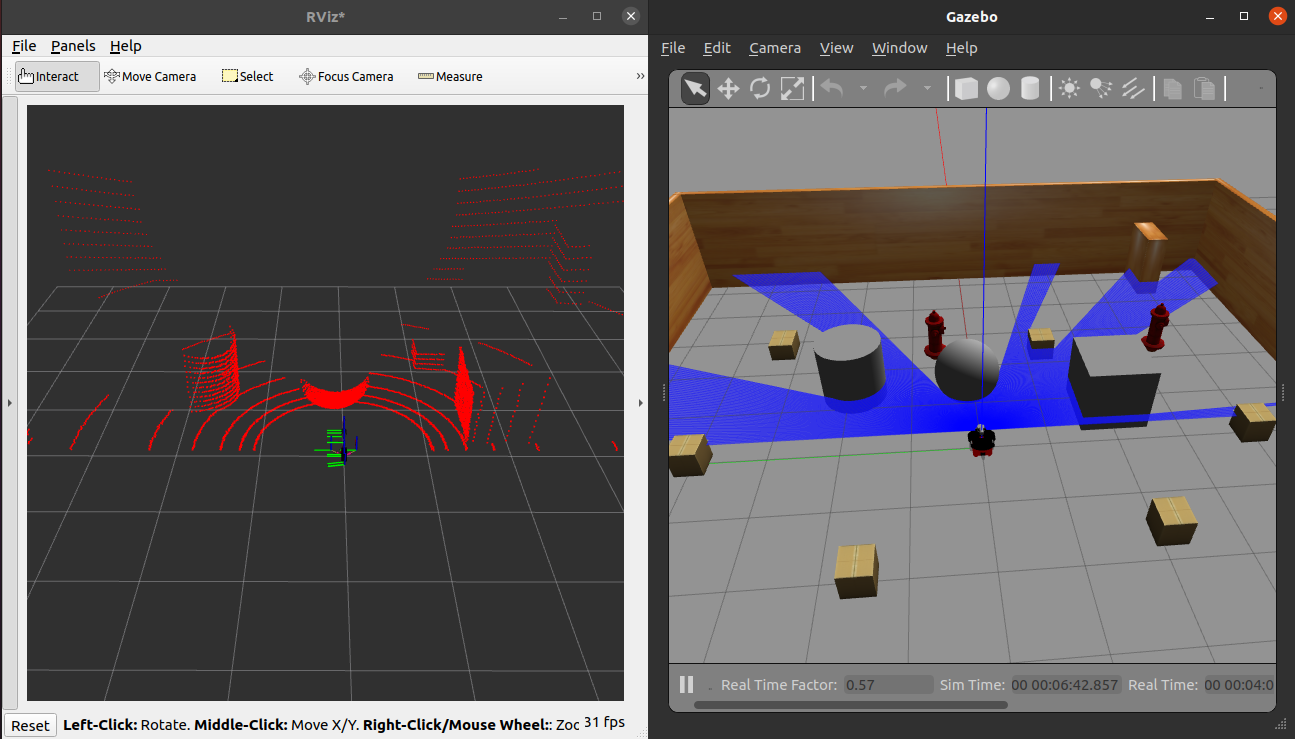 RViz*
File Panels Help
Interact Move Camera Select Focus Camera Measure »
Reset Left-Click: Rotate. Middle-Click: Move X/Y. Right-Click/Mouse Wheel:: Zoo 31 fps
Gazebo
File Edit Camera View Window Help
Real Time Factor: 0.57 Sim Time: 00 00:06:42.857 Real Time: 00 00:04:0